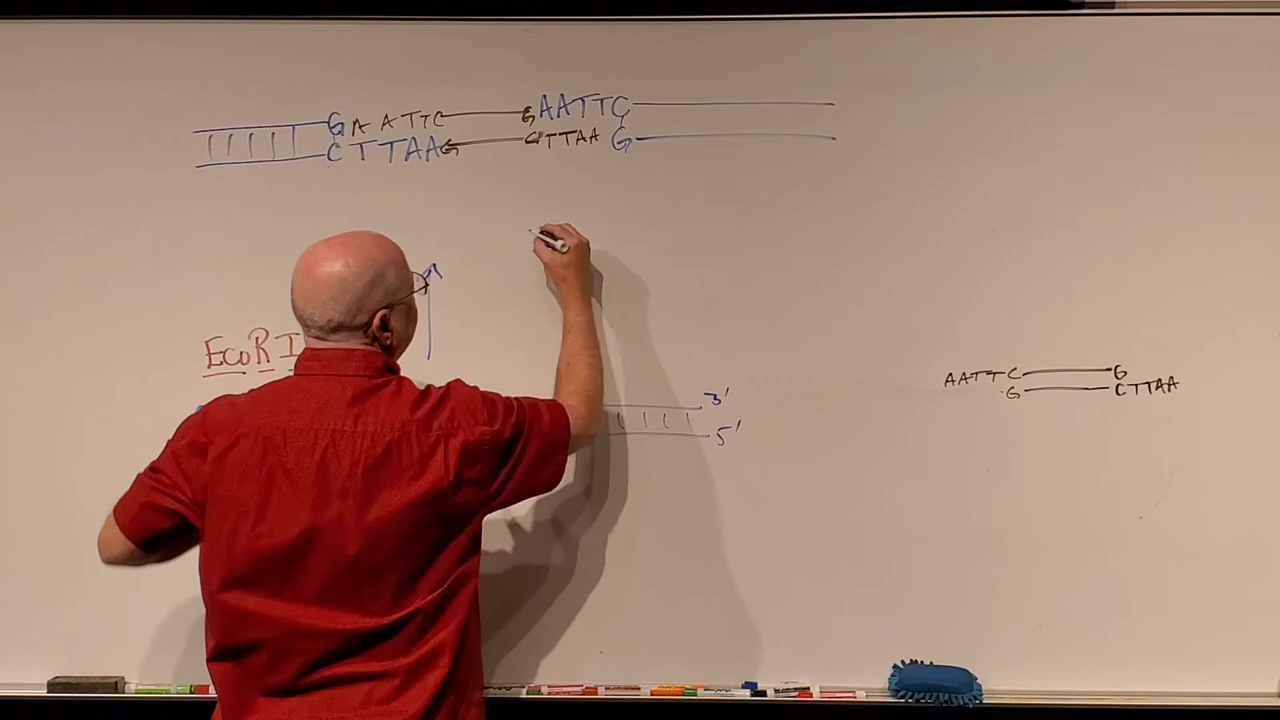 GAATTC GAATTC
CTTAAG CTTAAG
EcoRI
AATTC G
G CTTAA
3'
5'